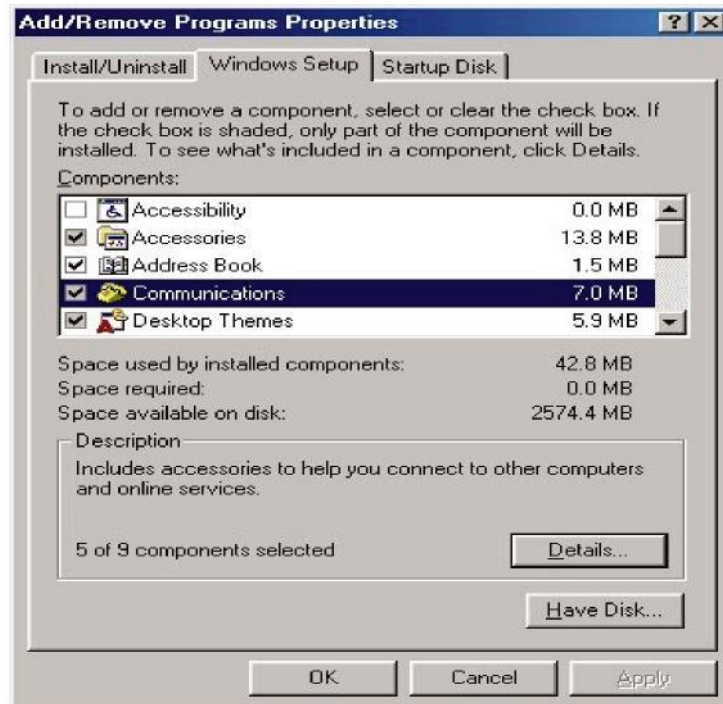 Add/Remove Programs Properties
Install/Uninstall Windows Setup Startup Disk
To add or remove a component, select or clear the check box. If
the check box is shaded, only part of the component will be
installed. To see what's included in a component, click Details.
Components:
Accessibility 0.0 MB
Accessories 13.8 MB
Address Book 1.5 MB
Communications 7.0 MB
Desktop Themes 5.9 MB
Space used by installed components: 42.8 MB
Space required: 0.0 MB
Space available on disk: 2574.4 MB
Description
Includes accessories to help you connect to other computers
and online services.
5 of 9 components selected Details...
Have Disk...
OK Cancel Apply